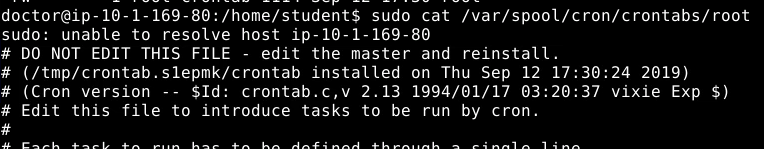 doctor@ip-10-1-169-80:/home/student$ sudo cat /var/spool/cron/crontabs/root
sudo: unable to resolve host ip-10-1-169-80
# DO NOT EDIT THIS FILE - edit the master and reinstall.
# (/tmp/crontab.s1epmk/crontab installed on Thu Sep 12 17:30:24 2019)
# (Cron version -- $Id: crontab.c,v 2.13 1994/01/17 03:20:37 vixie Exp $)
# Edit this file to introduce tasks to be run by cron.
#
# Each task to run has to be defined through a single line